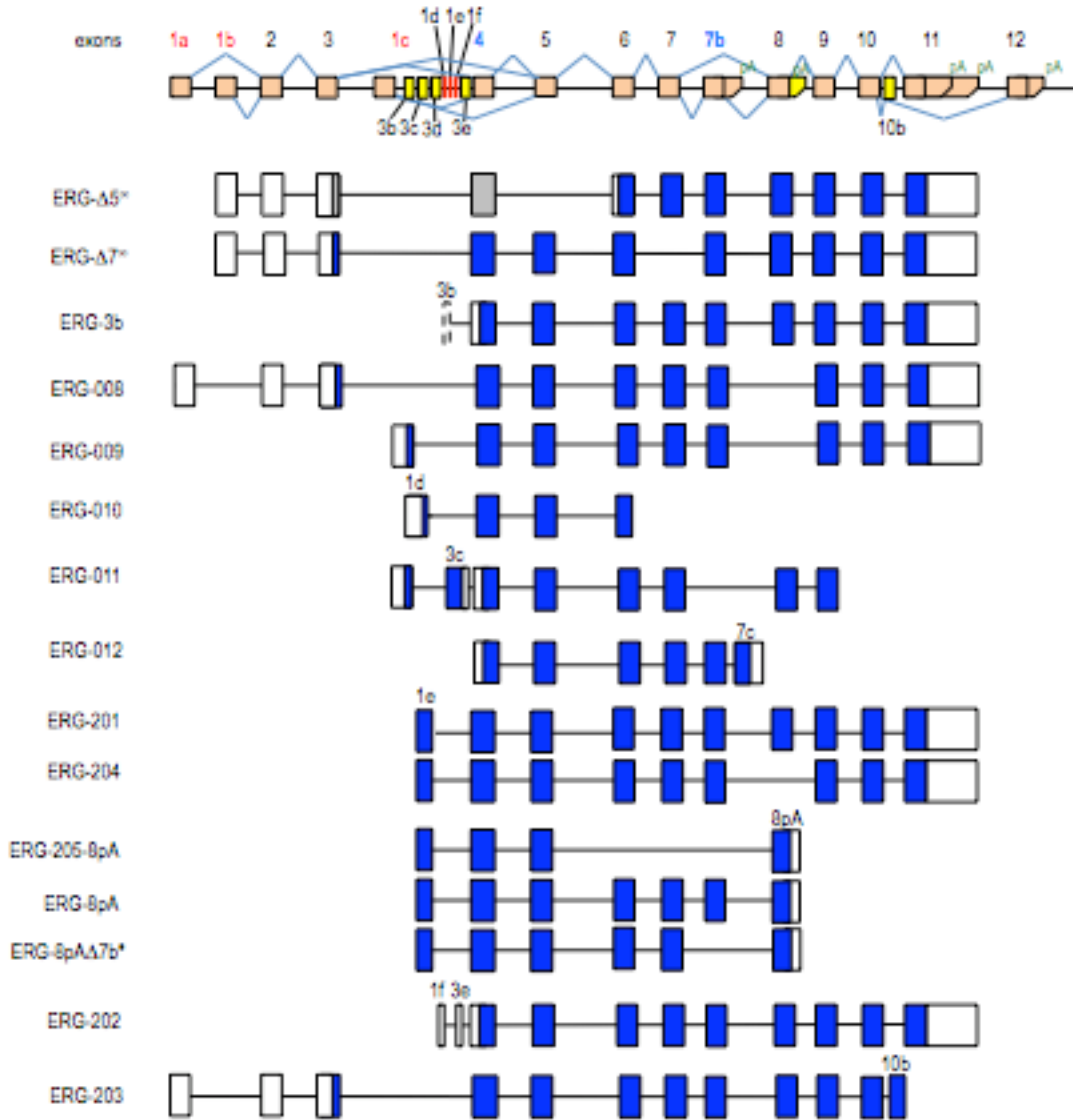 1d 1e 1f
exons 1a 1b 2 3 1c 4 5 6 7 7b 8 9 10 11 12
pA pA pA pA pA
3b 3c 3d 3e 10b
ERG-Δ5*
ERG-Δ7*
3b
ERG-3b
ERG-008
ERG-009
1d
ERG-010
3c
ERG-011
7c
ERG-012
1e
ERG-201
ERG-204
8pA
ERG-205-8pA
ERG-8pA
ERG-8pAΔ7b*
1f 3e
ERG-202
10b
ERG-203